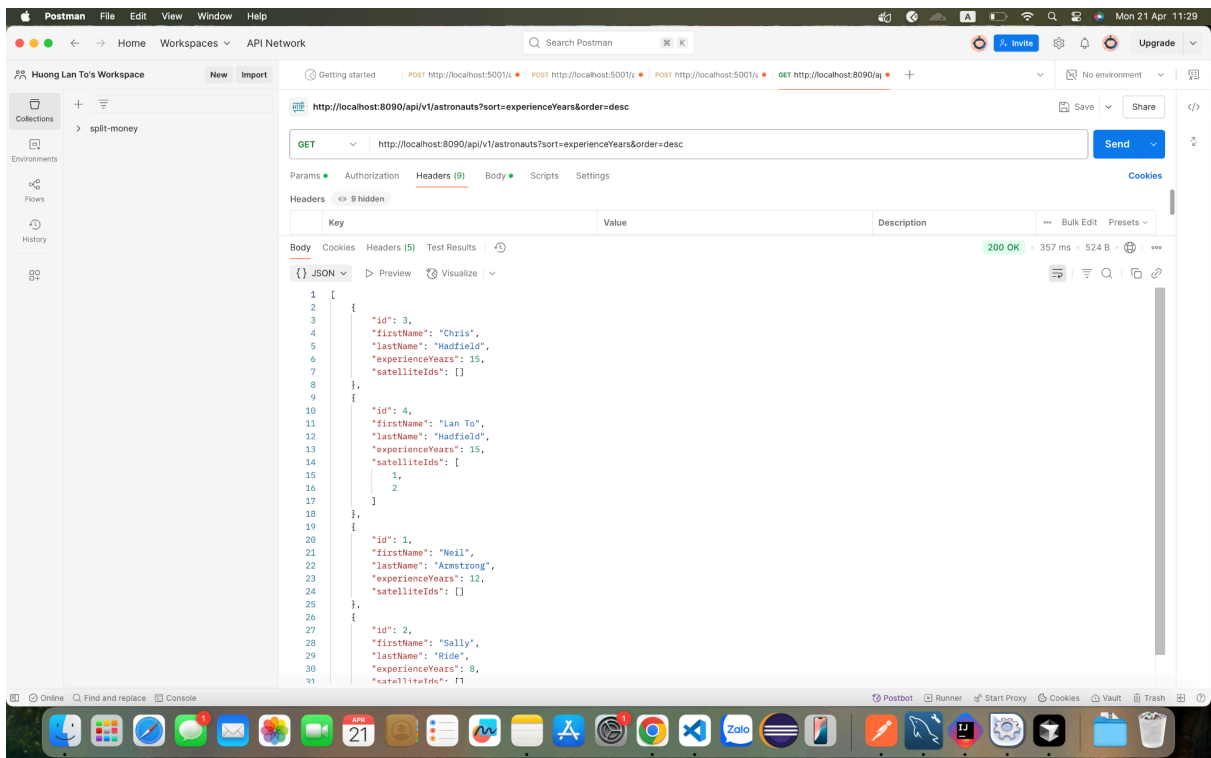 Postman File Edit View Window Help
A
Mon 21 Apr 11:29
Home Workspaces API Network
Search Postman ⌘ K
Invite
Upgrade
Huong Lan To's Workspace
New Import
Getting started
POST http://localhost:5001/
POST http://localhost:5001/
POST http://localhost:5001/
GET http://localhost:8090/
No environment
Collections
Environments
Flows
History
split-money
HTTP http://localhost:8090/api/v1/astronauts?sort=experienceYears&order=desc
Save Share
GET http://localhost:8090/api/v1/astronauts?sort=experienceYears&order=desc
Send
Params Authorization Headers (9) Body Scripts Settings
Cookies
Headers 9 hidden
Key Value Description Bulk Edit Presets
Body Cookies Headers (5) Test Results
200 OK 357 ms 524 B
{} JSON Preview Visualize
1 [
2 {
3 "id": 3,
4 "firstName": "Chris",
5 "lastName": "Hadfield",
6 "experienceYears": 15,
7 "satelliteIds": []
8 },
9 {
10 "id": 4,
11 "firstName": "Lan To",
12 "lastName": "Hadfield",
13 "experienceYears": 15,
14 "satelliteIds": [
15 1,
16 2
17 ]
18 },
19 {
20 "id": 1,
21 "firstName": "Neil",
22 "lastName": "Armstrong",
23 "experienceYears": 12,
24 "satelliteIds": []
25 },
26 {
27 "id": 2,
28 "firstName": "Sally",
29 "lastName": "Ride",
30 "experienceYears": 8,
31 "satelliteIds": []
Online Find and replace Console
Postbot Runner Start Proxy Cookies Vault Trash
1
APR
21
1
Zalo
IJ